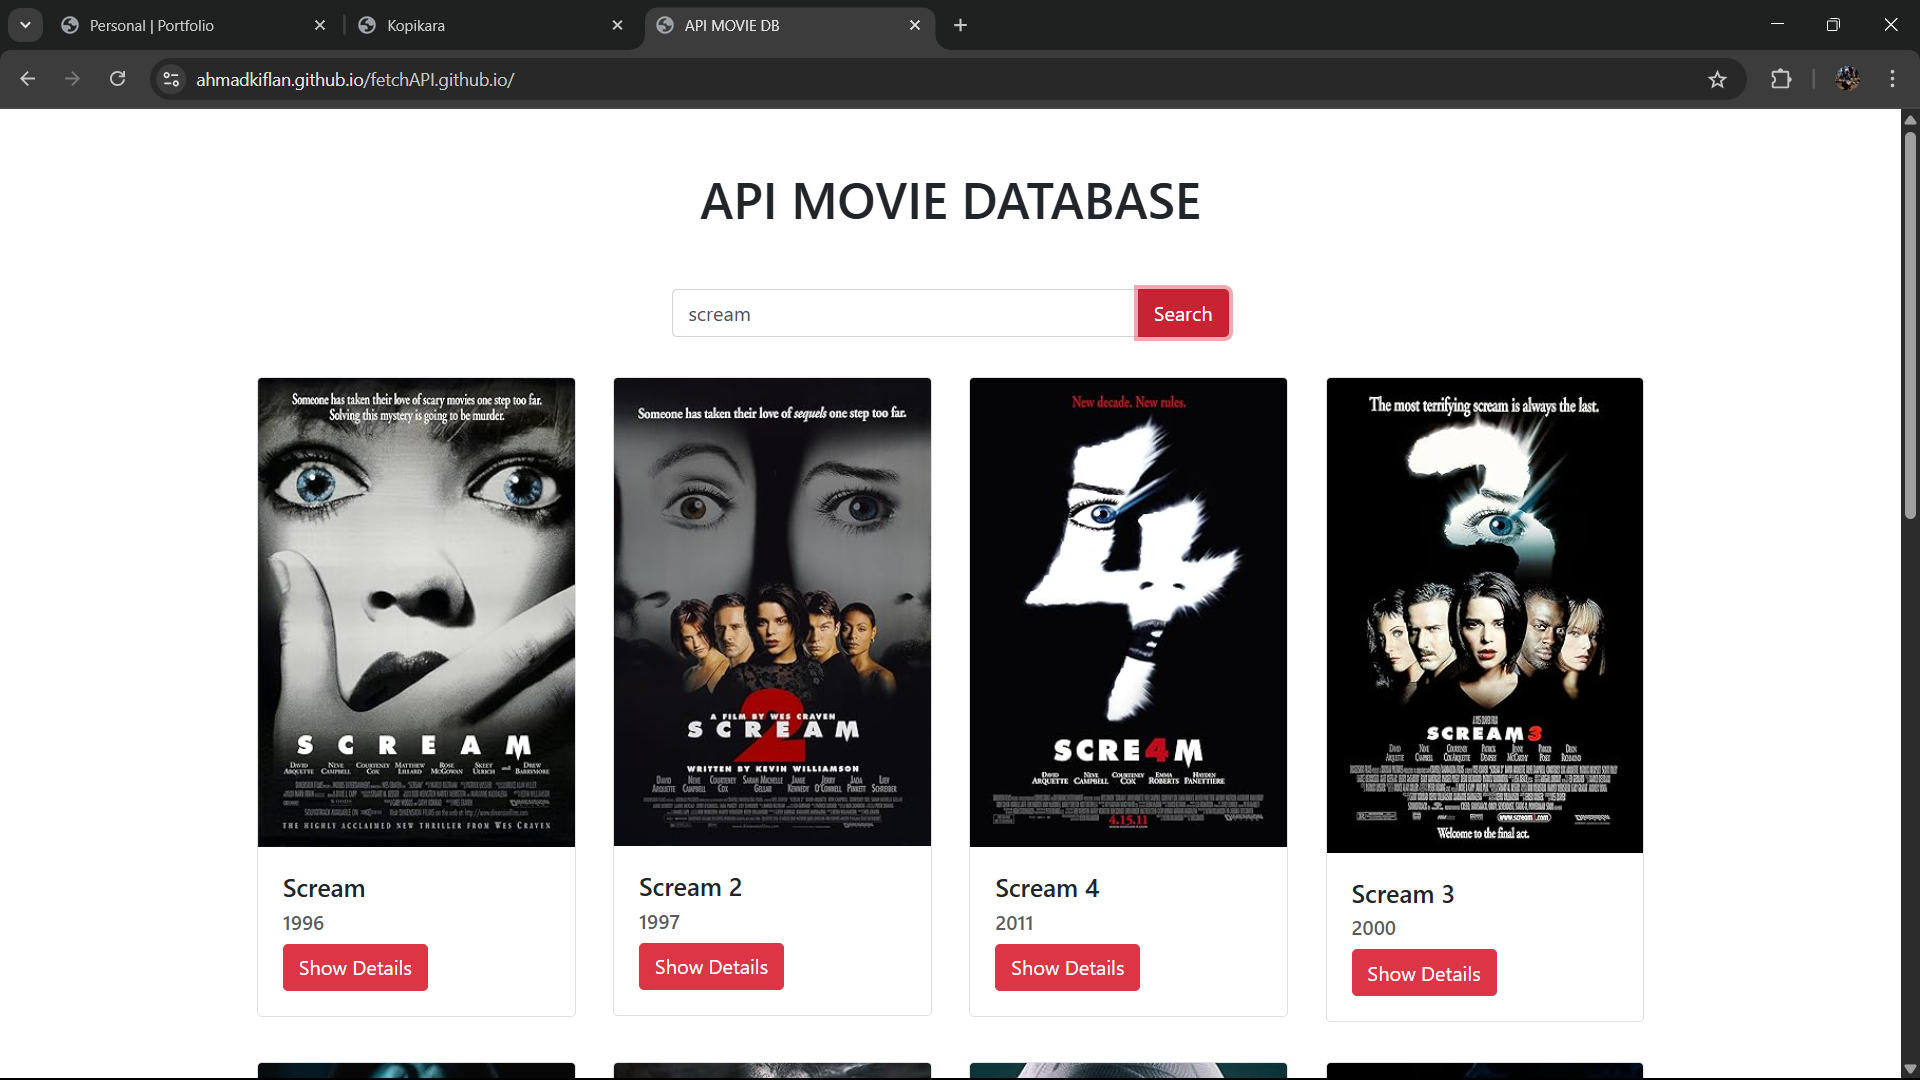 Personal | Portfolio
Kopikara
API MOVIE DB
ahmadkiflan.github.io/fetchAPI.github.io/
API MOVIE DATABASE
scream
Search
Someone has taken their love of scary movies one step too far.
Solving this mystery is going to be murder.
SCREAM
DAVID ARQUETTE NEVE CAMPBELL COURTENEY COX MATTHEW LILLARD ROSE McGOWAN SKEET ULRICH and DREW BARRYMORE
THE HIGHLY ACCLAIMED NEW THRILLER FROM WES CRAVEN
Scream
1996
Show Details
Someone has taken their love of sequels one step too far.
A FILM BY WES CRAVEN
SCREAM
2
WRITTEN BY KEVIN WILLIAMSON
DAVID ARQUETTE NEVE CAMPBELL COURTENEY COX SARAH MICHELLE GELLAR JAMIE KENNEDY JERRY O'CONNELL JADA PINKETT LIEV SCHREIBER
Scream 2
1997
Show Details
New decade. New rules.
SCRE4M
DAVID ARQUETTE NEVE CAMPBELL COURTENEY COX EMMA ROBERTS HAYDEN PANETTIERE
4.15.11
Scream 4
2011
Show Details
The most terrifying scream is always the last.
SCREAM 3
Welcome to the final act.
Scream 3
2000
Show Details